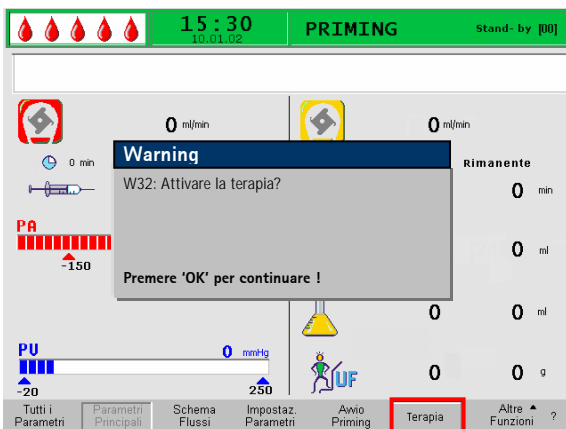 15:30
10.01.02
PRIMING
Stand- by [00]
0 ml/min
0 ml/min
0 min
Rimanente
Warning
W32: Attivare la terapia?
Premere 'OK' per continuare !
0 min
PA
-150
0 ml
0
0 ml
PV
0 mmHg
-20
250
UF
0
0 g
Tutti i
Parametri
Parametri
Principali
Schema
Flussi
Impostaz.
Parametri
Avvio
Priming
Terapia
Altre
Funzioni
?